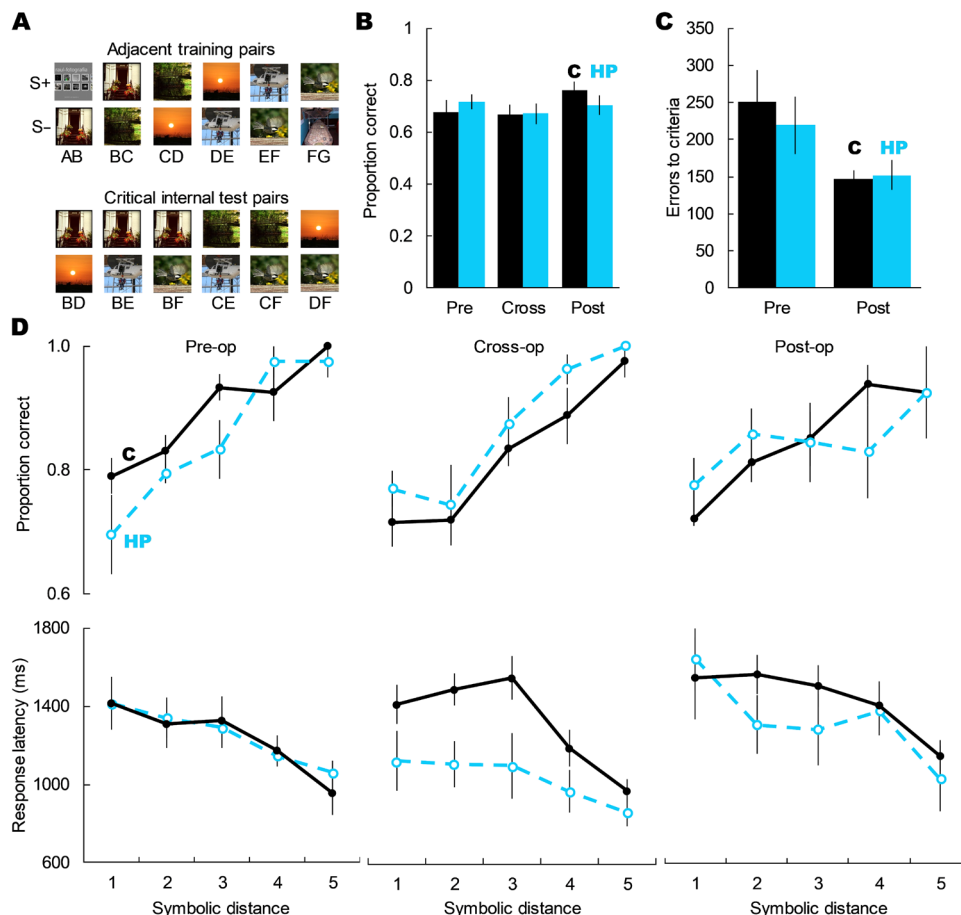 A
Adjacent training pairs
S+
S–
AB BC CD DE EF FG
Critical internal test pairs
BD BE BF CE CF DF
B
Proportion correct
1
0.8
0.6
0.4
0.2
0
C HP
Pre Cross Post
C
Errors to criteria
350
300
250
200
150
100
50
0
C HP
Pre Post
D
Pre-op Cross-op Post-op
Proportion correct
1.0
0.8
0.6
C
HP
Response latency (ms)
1800
1400
1000
600
1 2 3 4 5 1 2 3 4 5 1 2 3 4 5
Symbolic distance Symbolic distance Symbolic distance